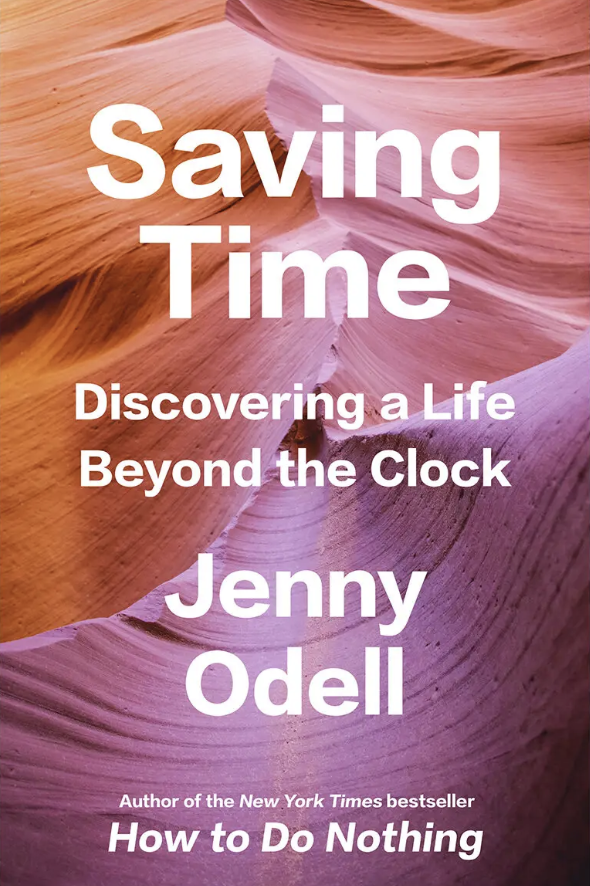 Saving
Time
Discovering a Life
Beyond the Clock
Jenny
Odell
Author of the New York Times bestseller
How to Do Nothing